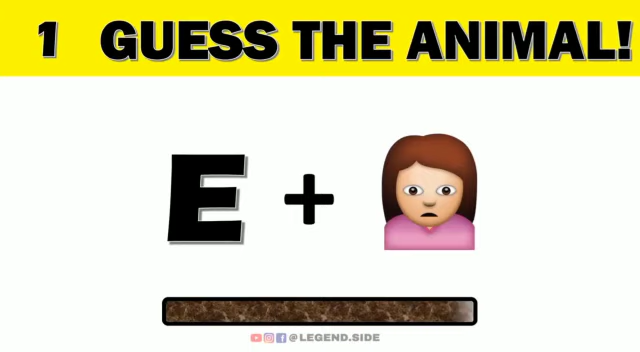 1 GUESS THE ANIMAL!
E +
@LEGEND.SIDE